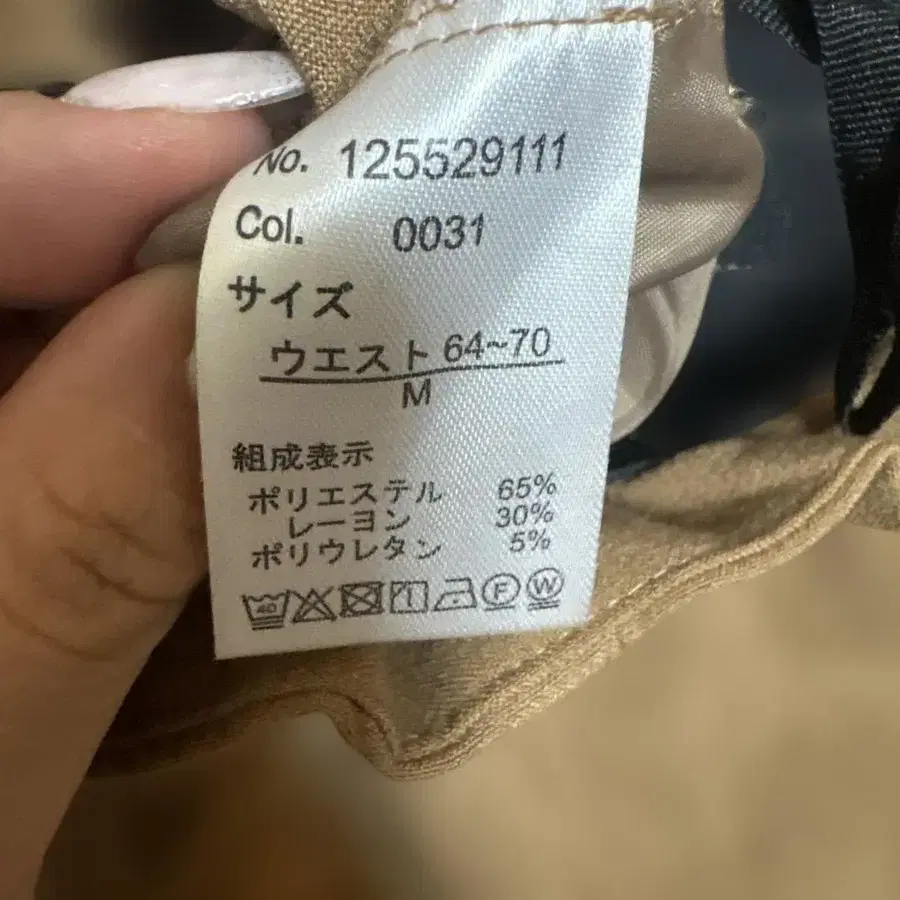 No. 125529111
Col. 0031
サイズ
ウエスト 64~70
M
組成表示
ポリエステル 65%
レーヨン 30%
ポリウレタン 5%
40 F W